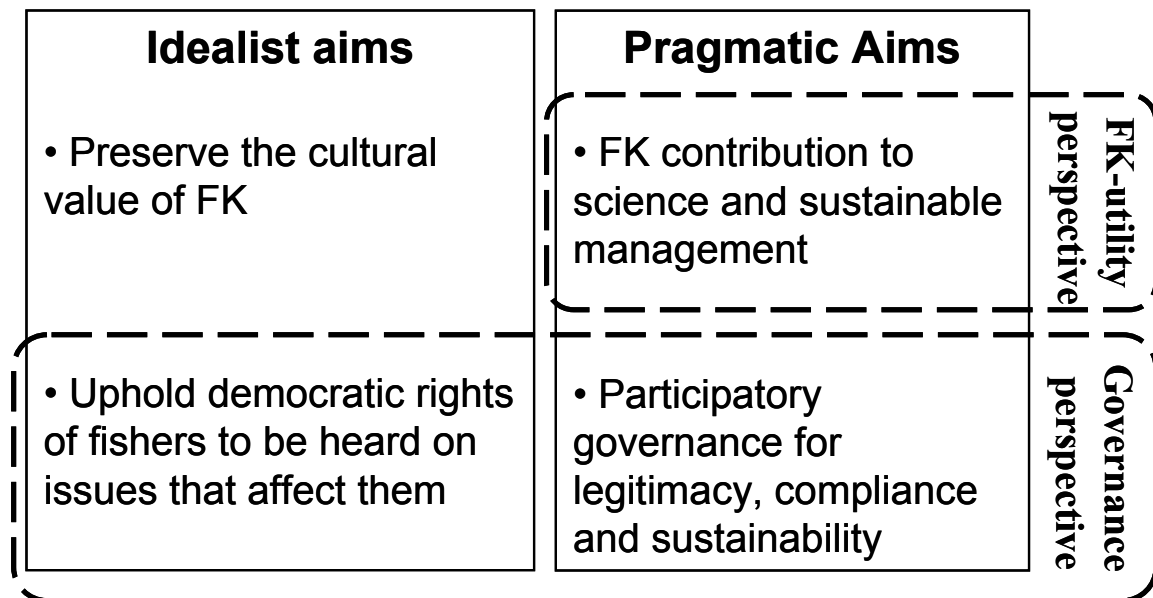 Idealist aims
• Preserve the cultural
value of FK
• Uphold democratic rights
of fishers to be heard on
issues that affect them
Pragmatic Aims
• FK contribution to
science and sustainable
management
• Participatory
governance for
legitimacy, compliance
and sustainability
FK-utility
perspective
Governance
perspective